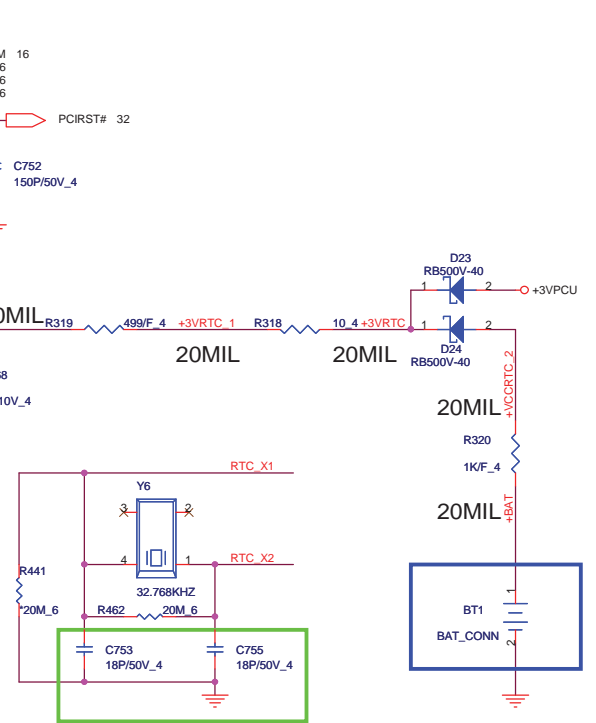 M 16
6
6
6
PCIRST# 32
C C752
150P/50V_4
D23
RB500V-40
1 2
+3VPCU
0MIL
R319 499/F_4 +3VRTC_1 R318 10_4 +3VRTC 1 2
20MIL 20MIL
D24
RB500V-40
68
10V_4
+VCCRTC_2
20MIL
R320
1K/F_4
+BAT
20MIL
RTC_X1
Y6
3 2
4 1
RTC_X2
32.768KHZ
R441
*20M_6
R462 20M_6
C753
18P/50V_4
C755
18P/50V_4
1
BT1
BAT_CONN
2